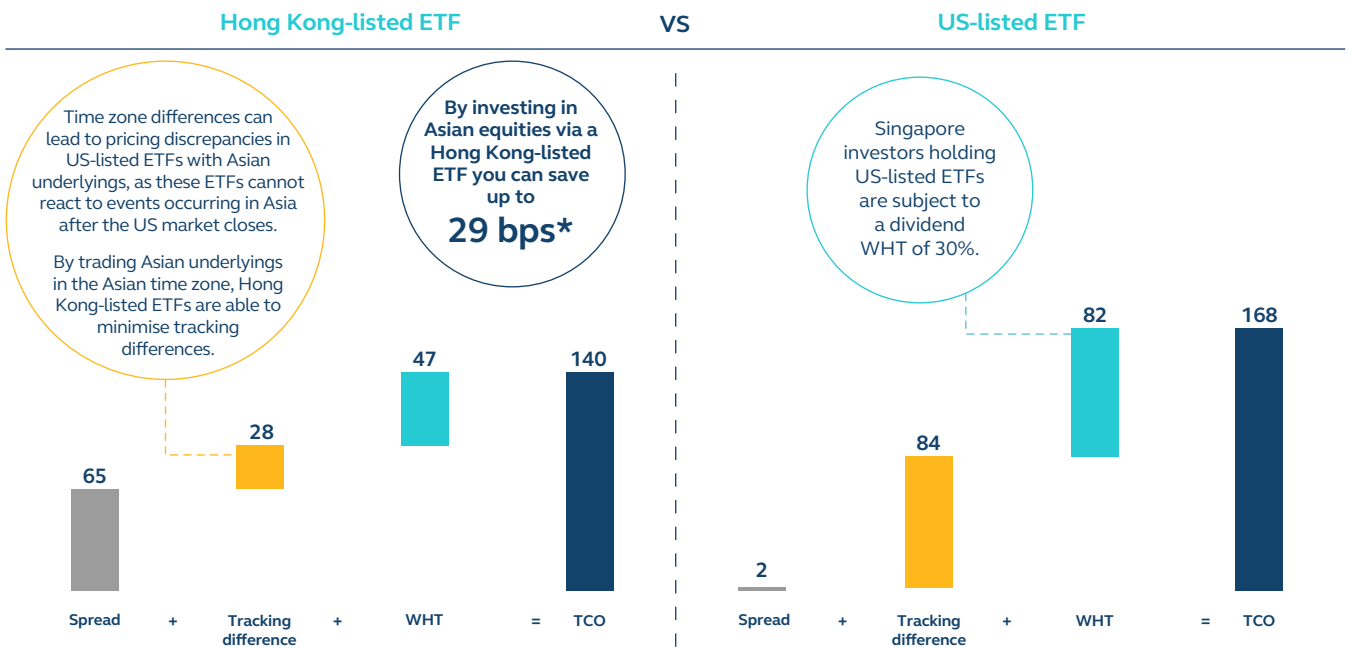 Hong Kong-listed ETF
VS
US-listed ETF
Time zone differences can
lead to pricing discrepancies in
US-listed ETFs with Asian
underlyings, as these ETFs cannot
react to events occurring in Asia
after the US market closes.
By trading Asian underlyings
in the Asian time zone, Hong
Kong-listed ETFs are able to
minimise tracking
differences.
By investing in
Asian equities via a
Hong Kong-listed
ETF you can save
up to
29 bps*
Singapore
investors holding
US-listed ETFs
are subject to
a dividend
WHT of 30%.
65
28
47
140
2
84
82
168
Spread + Tracking difference + WHT = TCO
Spread + Tracking difference + WHT = TCO